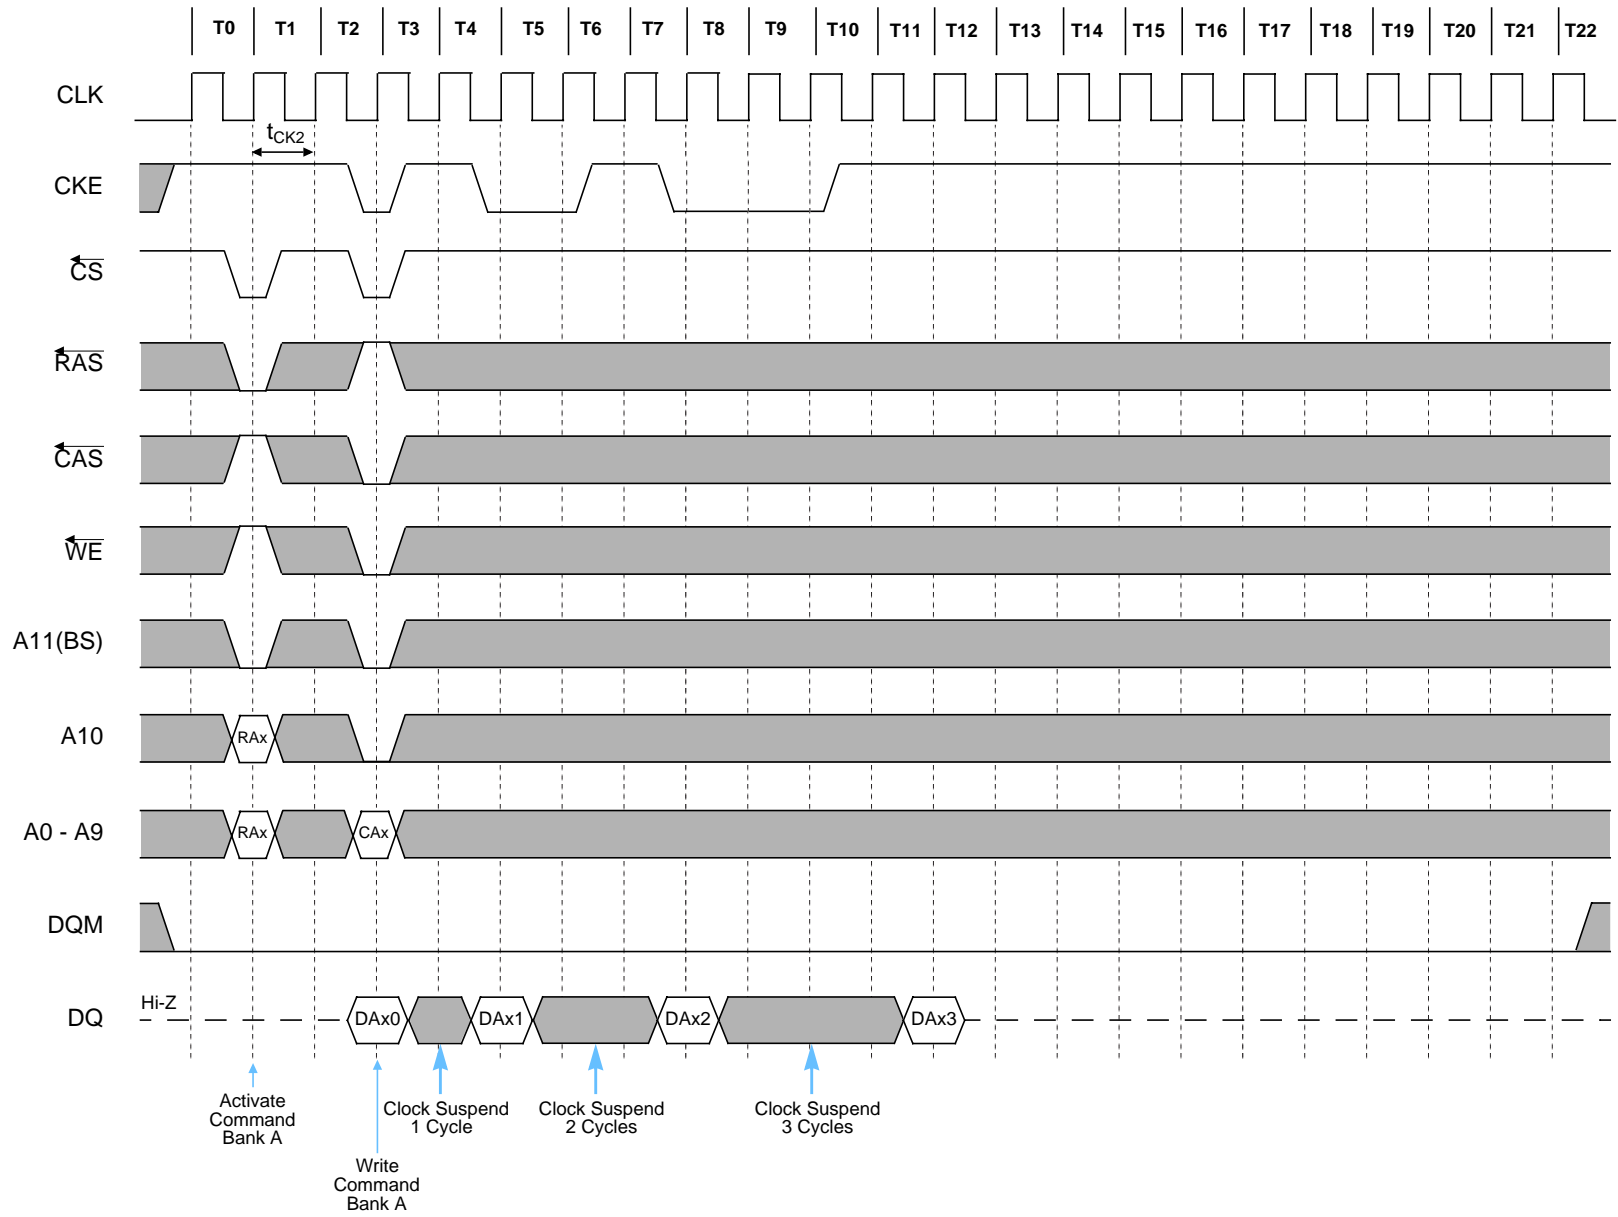 T0 T1 T2 T3 T4 T5 T6 T7 T8 T9 T10 T11 T12 T13 T14 T15 T16 T17 T18 T19 T20 T21 T22
CLK
tCK2
CKE
CS
RAS
CAS
WE
A11(BS)
A10
RAx
A0 - A9
RAx CAx
DQM
Hi-Z
DQ
DAx0 DAx1 DAx2 DAx3
Activate
Command
Bank A
Write
Command
Bank A
Clock Suspend
1 Cycle
Clock Suspend
2 Cycles
Clock Suspend
3 Cycles